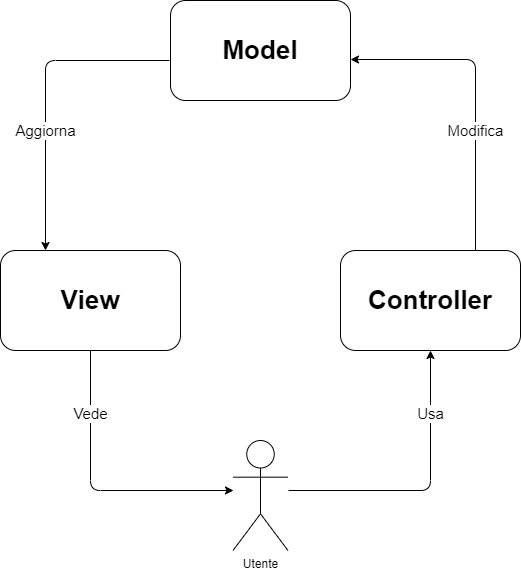 Model
Aggiorna
Modifica
View
Controller
Vede
Usa
Utente